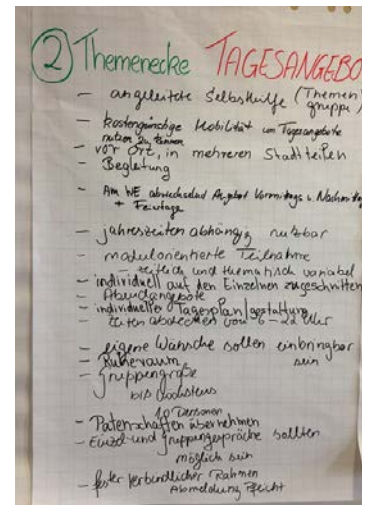 ② Themenecke TAGESANGEBO
- angeleitete Selbsthilfe (Themen
gruppe)
- kostengünstige Mobilität um Tagesangebote
nutzen zu können
- vor Ort, in mehreren Stadtteilen
- Begleitung
- Am WE abwechselnd Angebot Vormittags u. Nachmittag
+ Feiertage
- jahreszeiten abhängig nutzbar
- modulorientierte Teilnahme
- zeitlich und thematisch variabel
- individuell auf den Einzelnen zugeschnitten
- Abendangebote
- individueller Tagesplan/gestaltung
- Zeiten abdecken von 6-22 Uhr
- eigene Wünsche sollen einbringbar
sein
- Ruheraum
- gruppengröße
bis höchstens
10 Personen
- Patenschaften übernehmen
- Einzel- und gruppengespräche sollten
möglich sein
- fester verbindlicher Rahmen
Abmeldung Pflicht